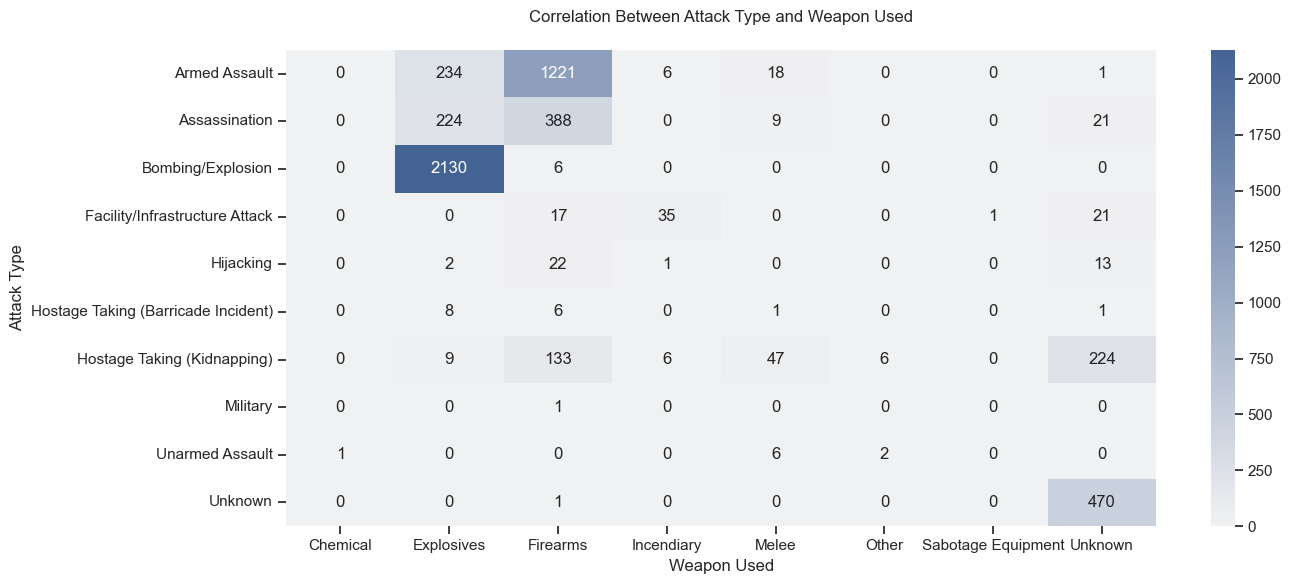 Correlation Between Attack Type and Weapon Used
Attack Type
Armed Assault 0 234 1221 6 18 0 0 1
Assassination 0 224 388 0 9 0 0 21
Bombing/Explosion 0 2130 6 0 0 0 0 0
Facility/Infrastructure Attack 0 0 17 35 0 0 1 21
Hijacking 0 2 22 1 0 0 0 13
Hostage Taking (Barricade Incident) 0 8 6 0 1 0 0 1
Hostage Taking (Kidnapping) 0 9 133 6 47 6 0 224
Military 0 0 1 0 0 0 0 0
Unarmed Assault 1 0 0 0 6 2 0 0
Unknown 0 0 1 0 0 0 0 470
Chemical Explosives Firearms Incendiary Melee Other Sabotage Equipment Unknown
Weapon Used
2000
1750
1500
1250
1000
750
500
250
0